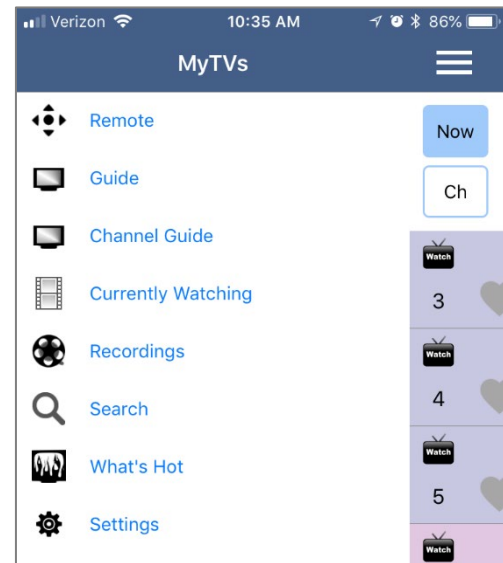 Verizon 10:35 AM 86%
MyTVs
Remote
Now
Guide
Ch
Channel Guide
Watch
Currently Watching
3
Recordings
Watch
Search
4
What's Hot
Watch
5
Settings
Watch